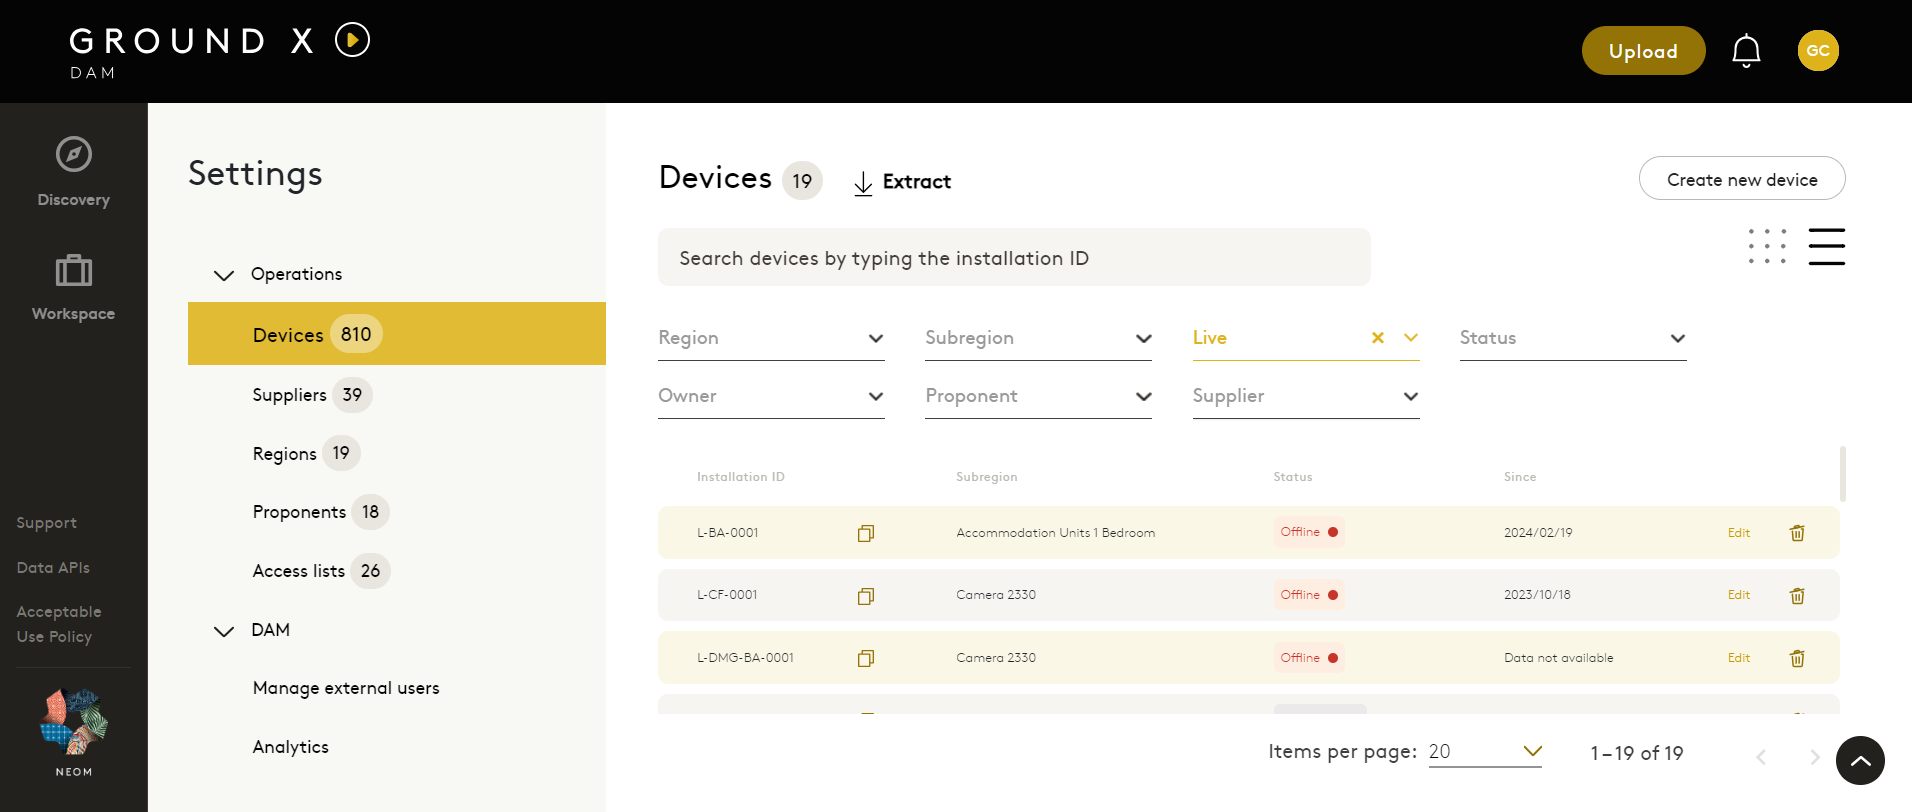 GROUND X
DAM
Upload
GC
Discovery
Workspace
Support
Data APIs
Acceptable
Use Policy
NEOM
Settings
Operations
Devices 810
Suppliers 39
Regions 19
Proponents 18
Access lists 26
DAM
Manage external users
Analytics
Devices 19 Extract
Create new device
Search devices by typing the installation ID
Region Subregion Live Status
Owner Proponent Supplier
Installation ID Subregion Status Since
L-BA-0001 Accommodation Units 1 Bedroom Offline 2024/02/19 Edit
L-CF-0001 Camera 2330 Offline 2023/10/18 Edit
L-DMG-BA-0001 Camera 2330 Offline Data not available Edit
Items per page: 20 1 – 19 of 19